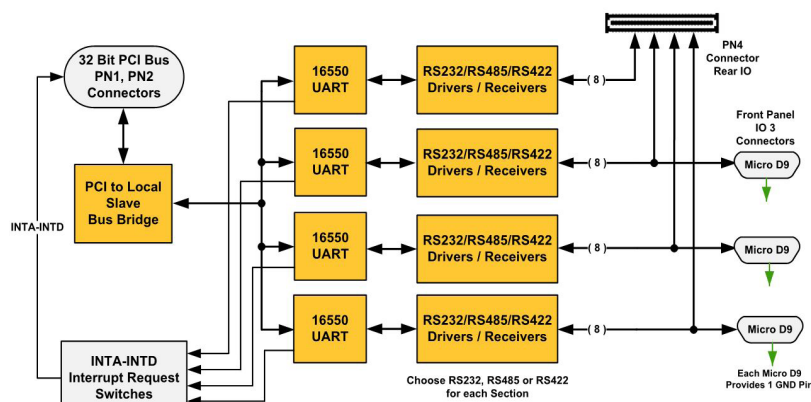 32 Bit PCI Bus
PN1, PN2
Connectors
PCI to Local
Slave
Bus Bridge
INTA-INTD
INTA-INTD
Interrupt Request
Switches
16550
UART
RS232/RS485/RS422
Drivers / Receivers
( 8 )
16550
UART
RS232/RS485/RS422
Drivers / Receivers
( 8 )
16550
UART
RS232/RS485/RS422
Drivers / Receivers
( 8 )
16550
UART
RS232/RS485/RS422
Drivers / Receivers
( 8 )
Choose RS232, RS485 or RS422
for each Section
PN4
Connector
Rear IO
Front Panel
IO 3
Connectors
Micro D9
Micro D9
Micro D9
Each Micro D9
Provides 1 GND Pin